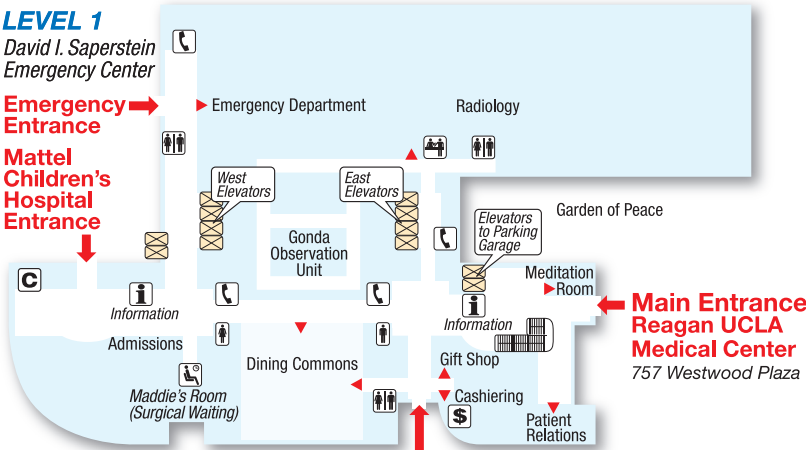 LEVEL 1
David I. Saperstein
Emergency Center
Emergency
Entrance
Emergency Department
Radiology
Mattel
Children's
Hospital
Entrance
West
Elevators
East
Elevators
Elevators
to Parking
Garage
Garden of Peace
Gonda
Observation
Unit
C
Information
Meditation
Room
Main Entrance
Reagan UCLA
Medical Center
757 Westwood Plaza
Information
Admissions
Dining Commons
Gift Shop
Maddie's Room
(Surgical Waiting)
Cashiering
$
Patient
Relations